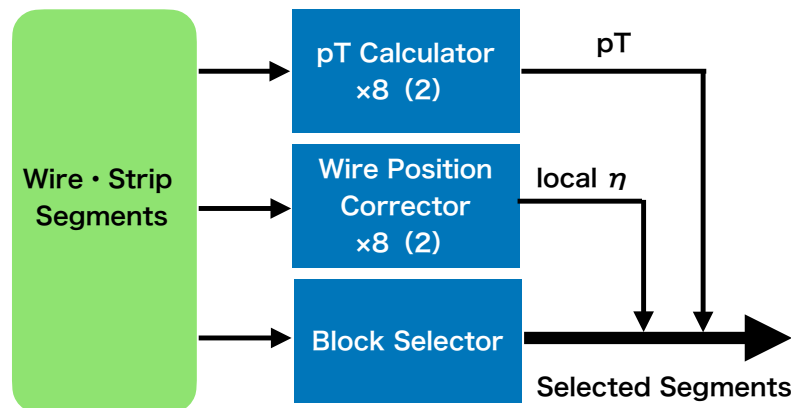 Wire・Strip
Segments
pT Calculator
×8（2）
Wire Position
Corrector
×8（2）
Block Selector
pT
local η
Selected Segments